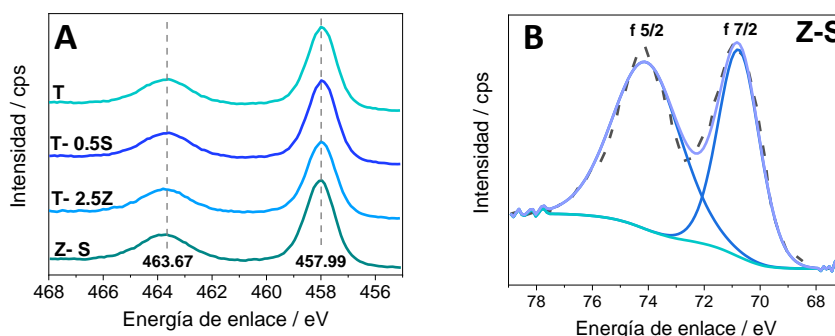 A
Intensidad / cps
T
T- 0.5S
T- 2.5Z
Z- S
463.67
457.99
468 466 464 462 460 458 456
Energía de enlace / eV
B
f 5/2 f 7/2 Z-S
Intensidad / cps
78 76 74 72 70 68
Energía de enlace / eV